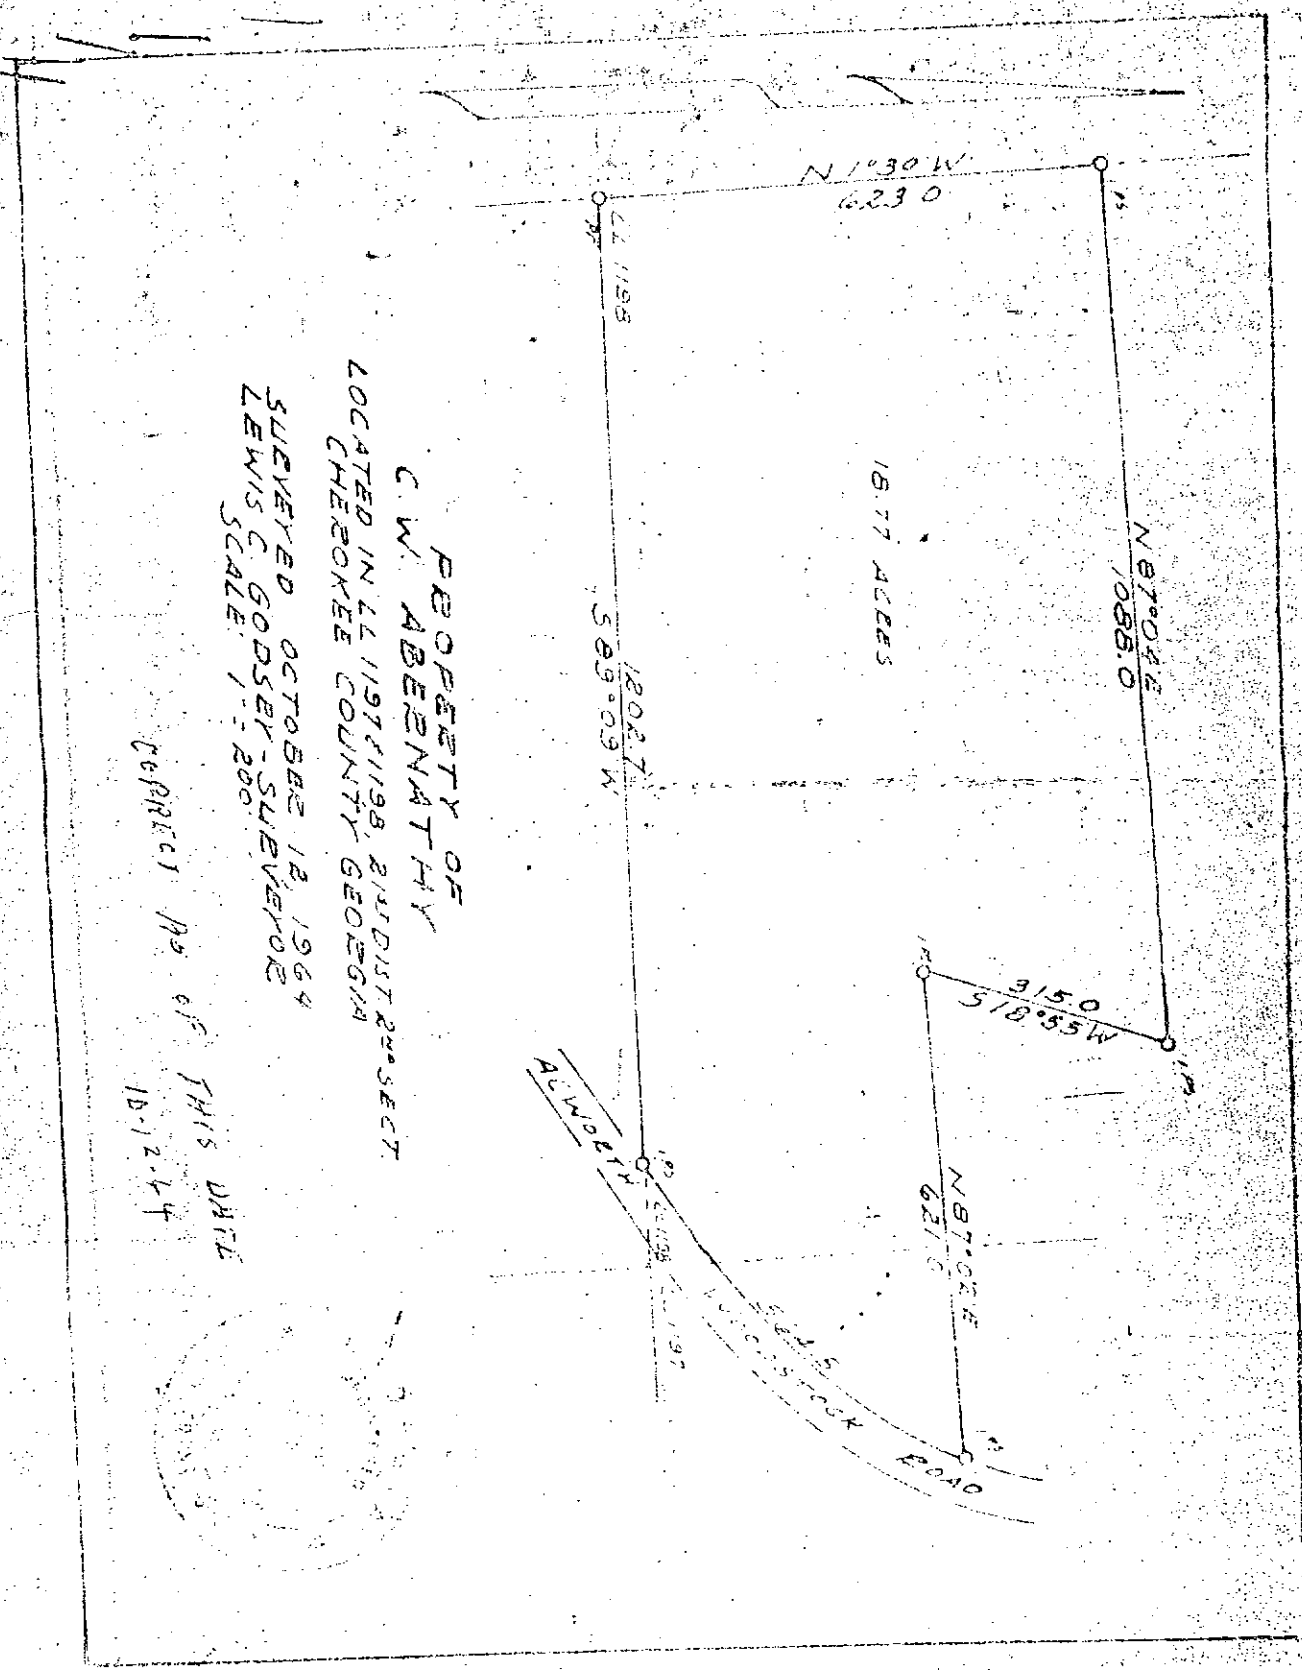 N 1°30 W
623.0
N 87°04 E
1088.0
315.0
S 18°55 W
N 87°02 E
621.0
18.77 ACRES
LL 1198
1202.7
S 89°09 W
ACWORTH
ROAD
I.P.
I.P.
I.P.
PROPERTY OF
C. W. ABERNATHY
LOCATED IN LL 1197 & 1198 21ST DIST. 2ND SECT
CHEROKEE COUNTY GEORGIA
SURVEYED OCTOBER 12, 1964
LEWIS C. GODSEY - SURVEYOR
SCALE: 1" = 200'
CORRECT AS OF THIS DATE
10-12-64